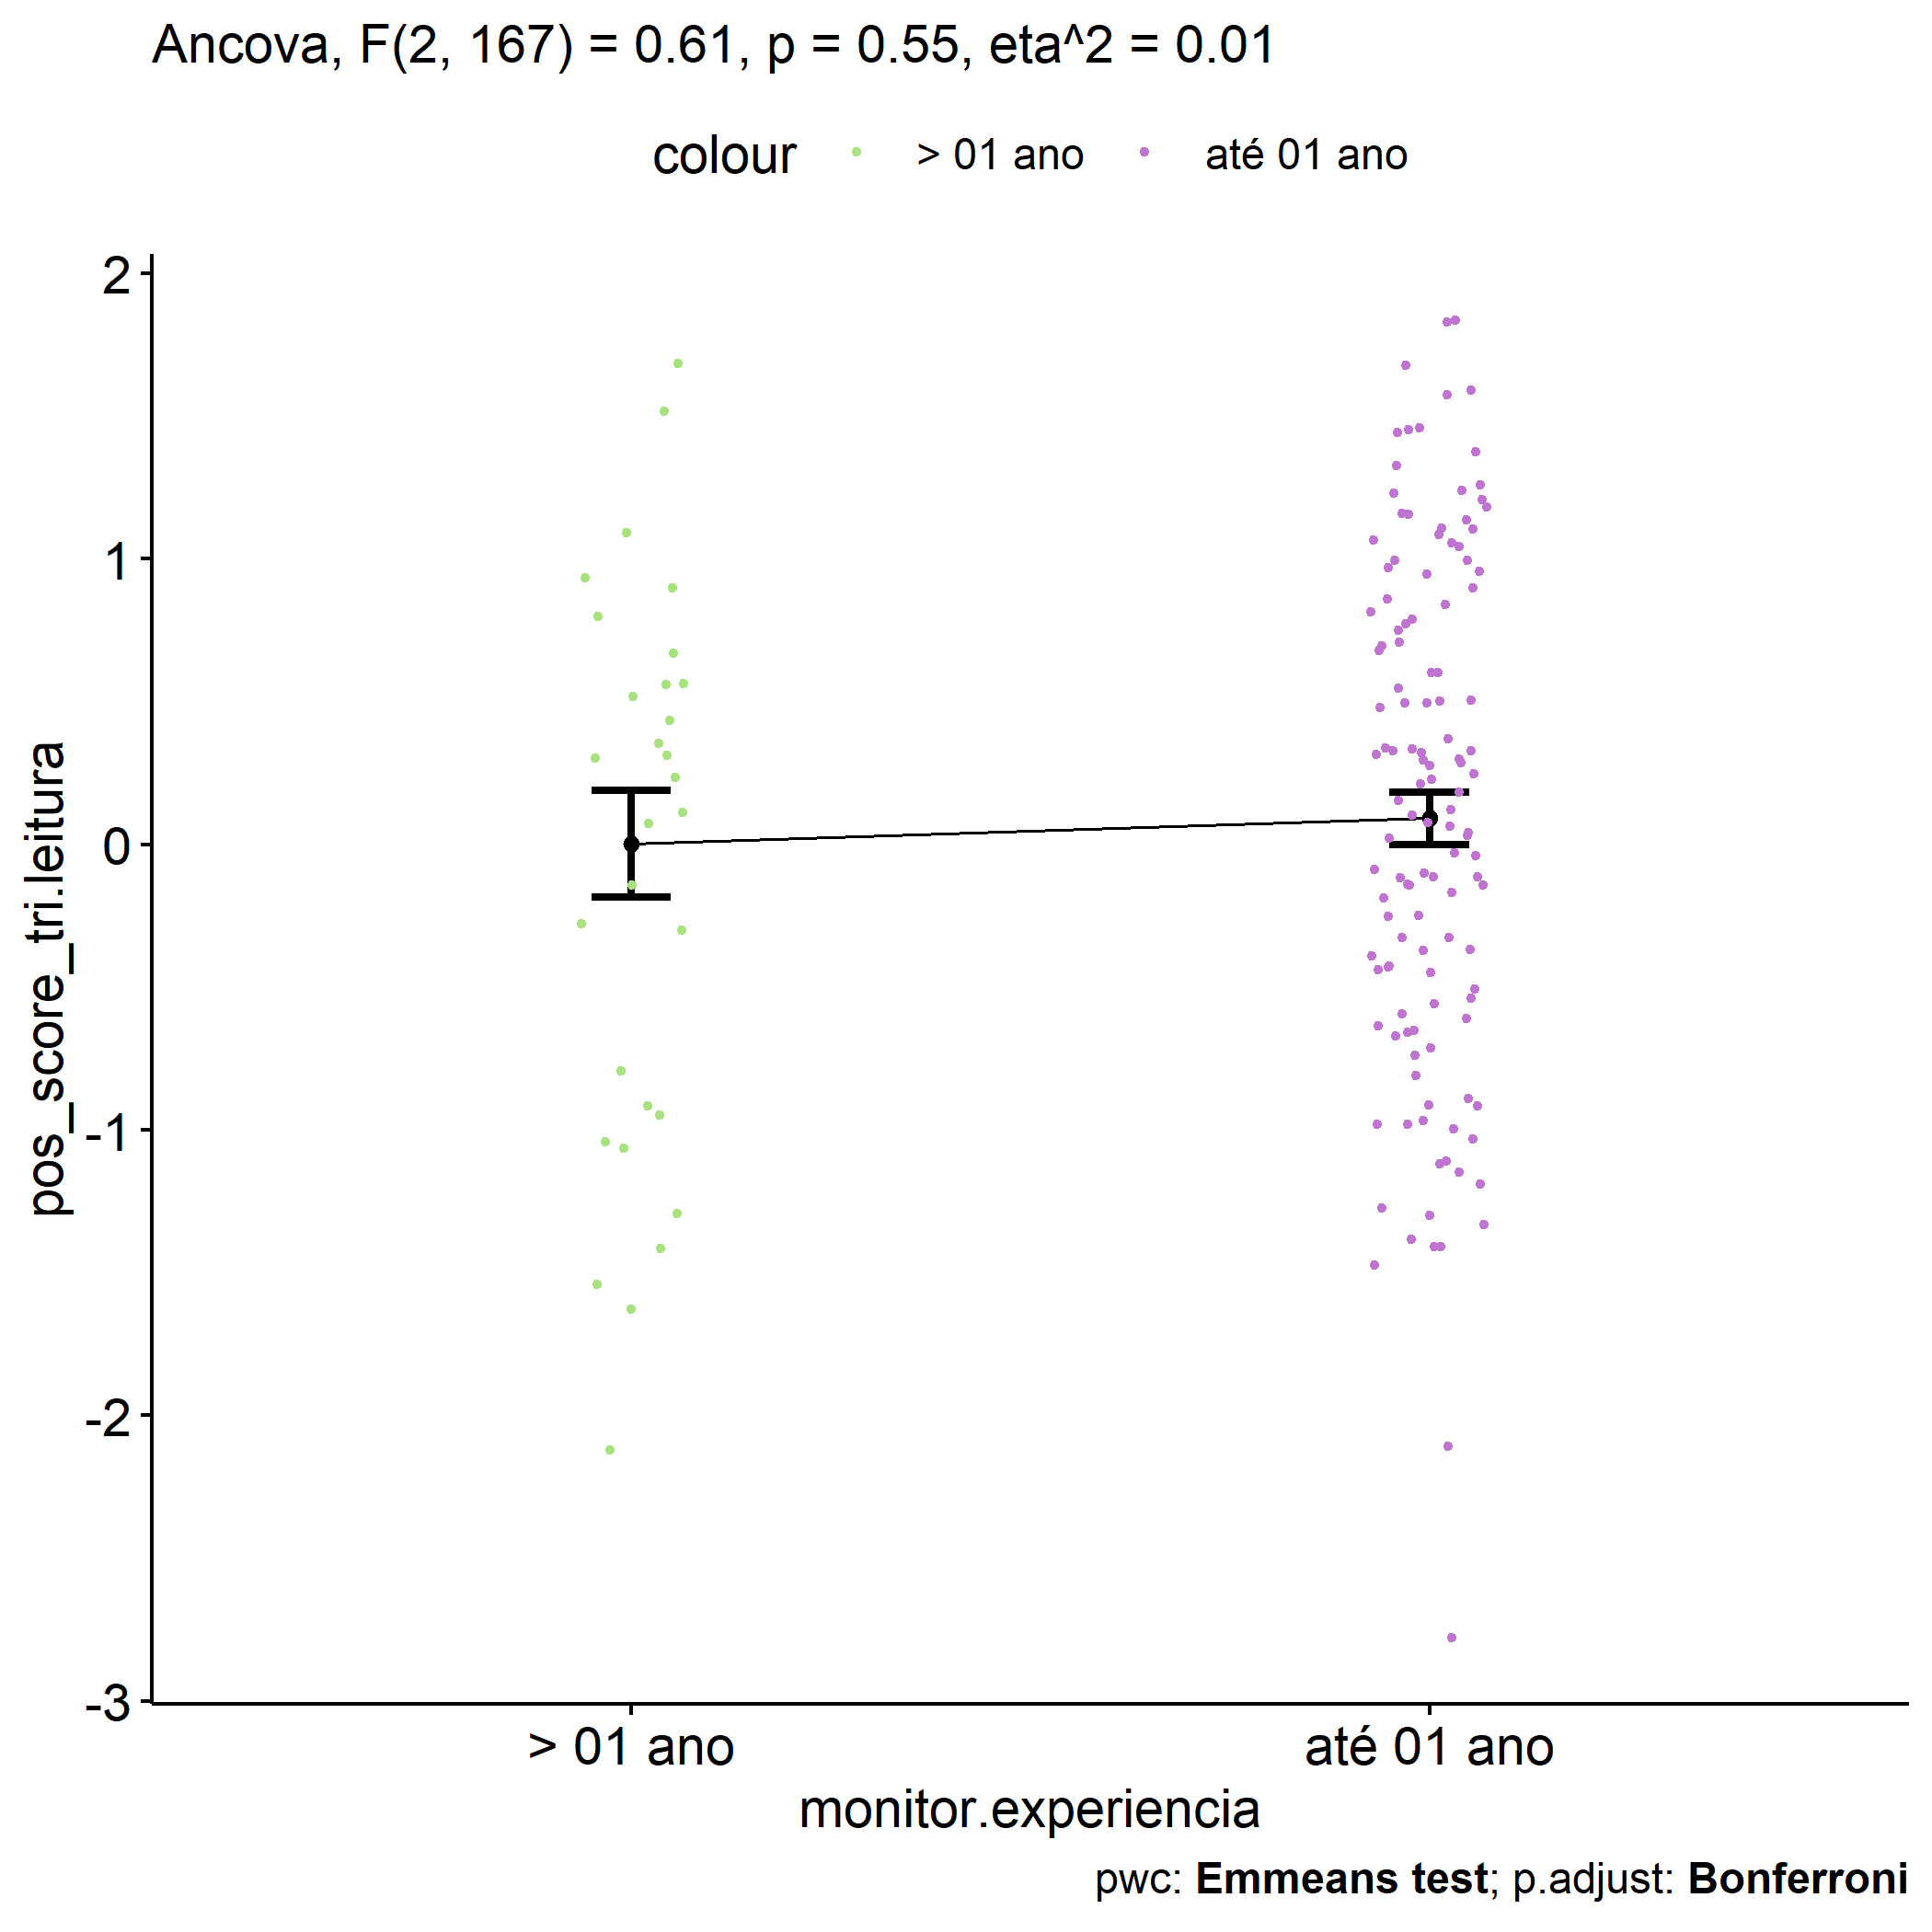 Ancova, F(2, 167) = 0.61, p = 0.55, eta^2 = 0.01
colour > 01 ano até 01 ano
2
1
0
-1
-2
-3
pos_score_tri.leitura
> 01 ano até 01 ano
monitor.experiencia
pwc: Emmeans test; p.adjust: Bonferroni